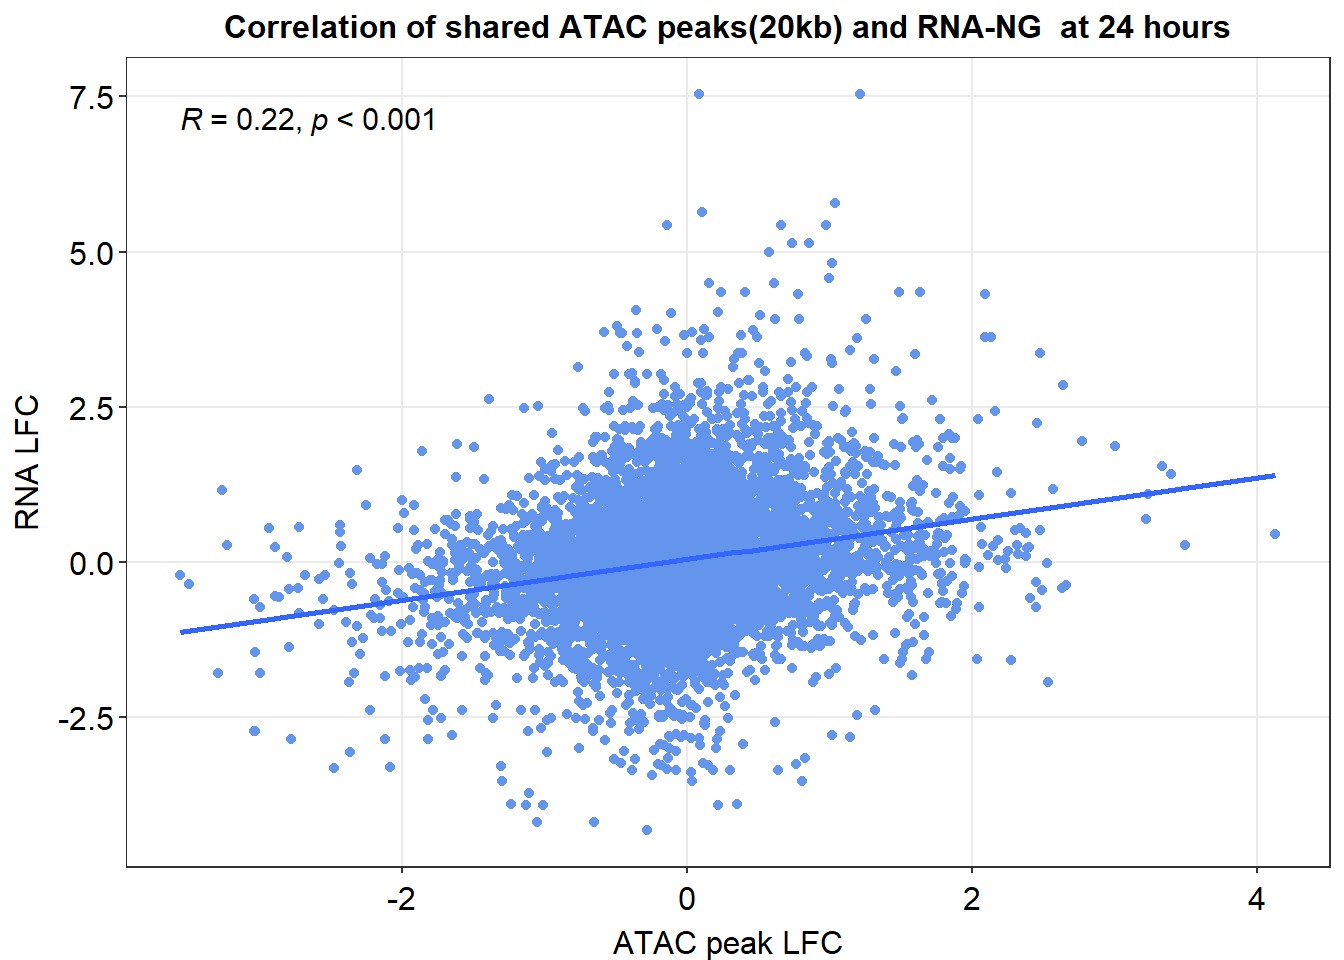 Correlation of shared ATAC peaks(20kb) and RNA-NG  at 24 hours
R = 0.22, p < 0.001
7.5
5.0
2.5
0.0
-2.5
RNA LFC
-2 0 2 4
ATAC peak LFC